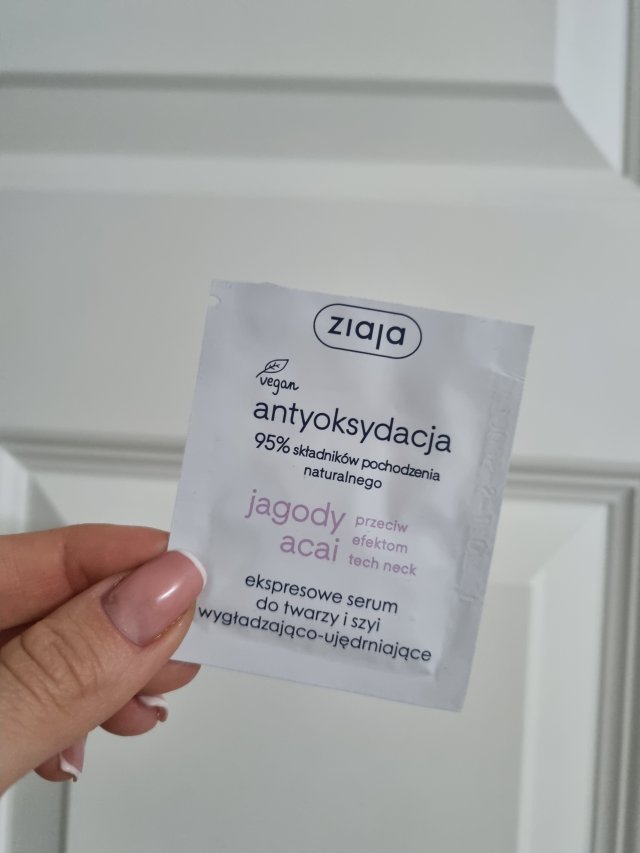 ziaja
vegan
antyoksydacja
95% składników pochodzenia
naturalnego
jagody
acai
przeciw
efektom
tech neck
ekspresowe serum
do twarzy i szyi
wygładzająco-ujędrniające